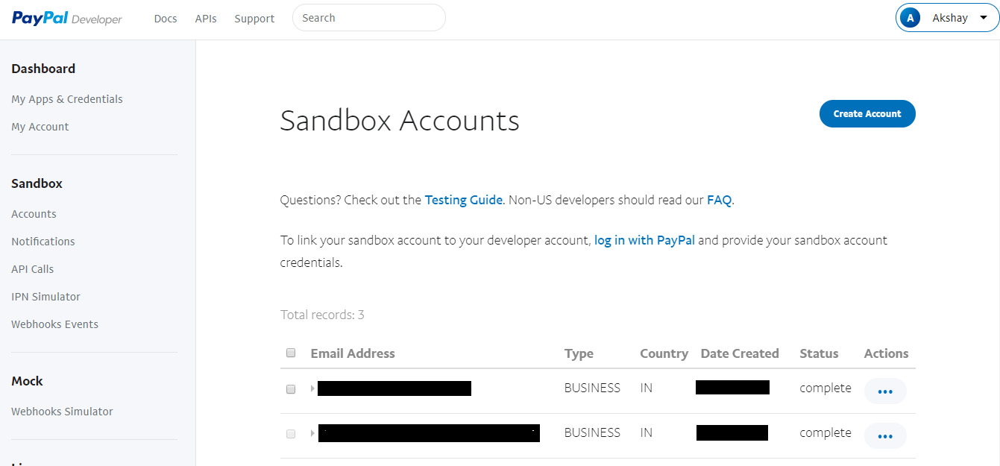 PayPal Developer Docs APIs Support Search A Akshay
Dashboard
My Apps & Credentials
My Account
Sandbox
Accounts
Notifications
API Calls
IPN Simulator
Webhooks Events
Mock
Webhooks Simulator
Sandbox Accounts
Create Account
Questions? Check out the Testing Guide. Non-US developers should read our FAQ.
To link your sandbox account to your developer account, log in with PayPal and provide your sandbox account
credentials.
Total records: 3
Email Address Type Country Date Created Status Actions
BUSINESS IN complete
BUSINESS IN complete